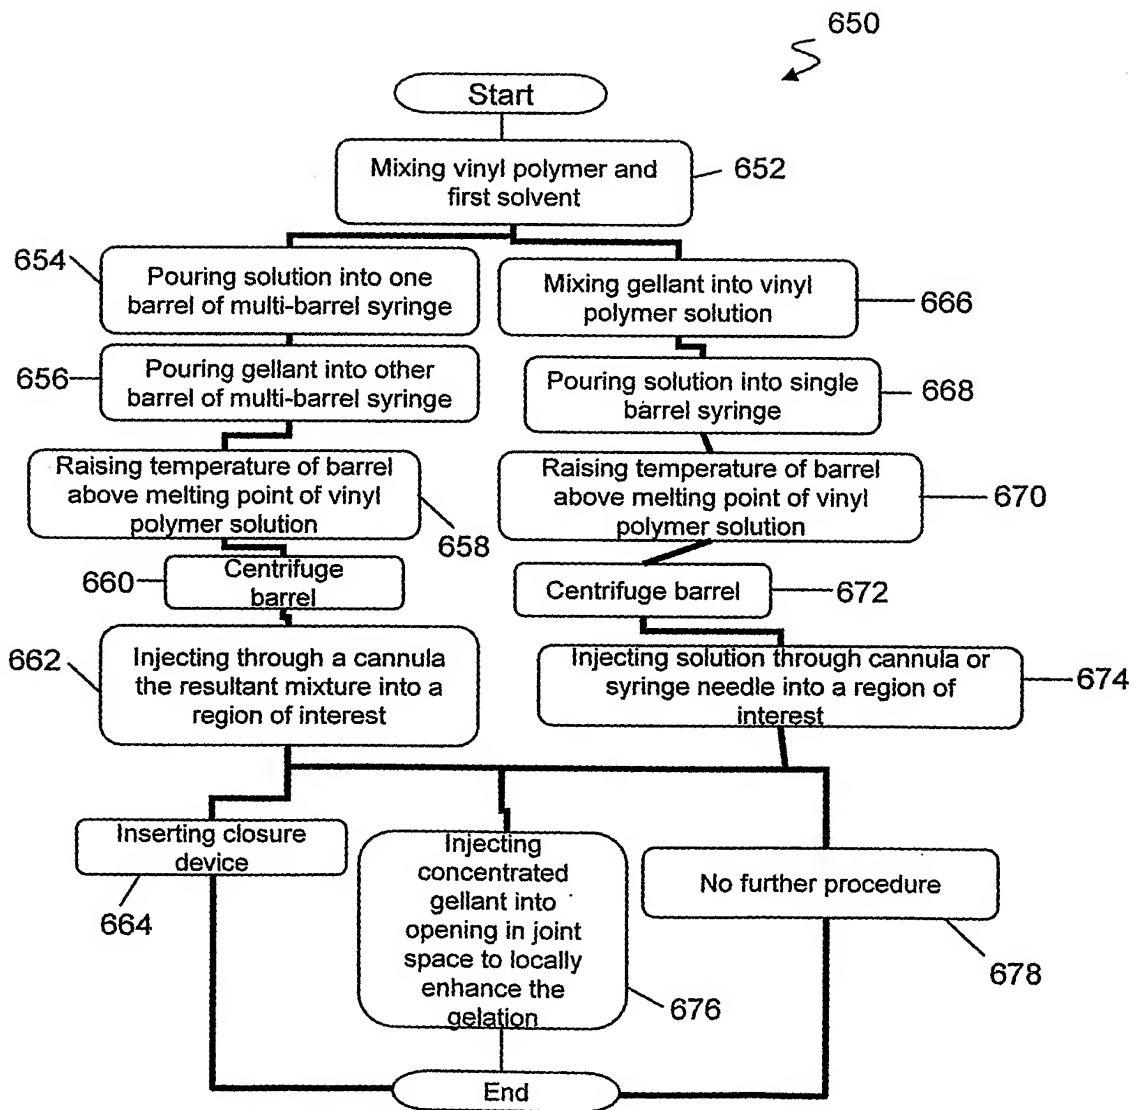 650
Start
Mixing vinyl polymer and
first solvent
652
654
Pouring solution into one
barrel of multi-barrel syringe
Mixing gellant into vinyl
polymer solution
666
656
Pouring gellant into other
barrel of multi-barrel syringe
Pouring solution into single
barrel syringe
668
Raising temperature of barrel
above melting point of vinyl
polymer solution
658
Raising temperature of barrel
above melting point of vinyl
polymer solution
670
660
Centrifuge
barrel
Centrifuge barrel
672
662
Injecting through a cannula
the resultant mixture into a
region of interest
Injecting solution through cannula or
syringe needle into a region of
interest
674
Inserting closure
device
664
Injecting
concentrated
gellant into
opening in joint
space to locally
enhance the
gelation
676
No further procedure
678
End